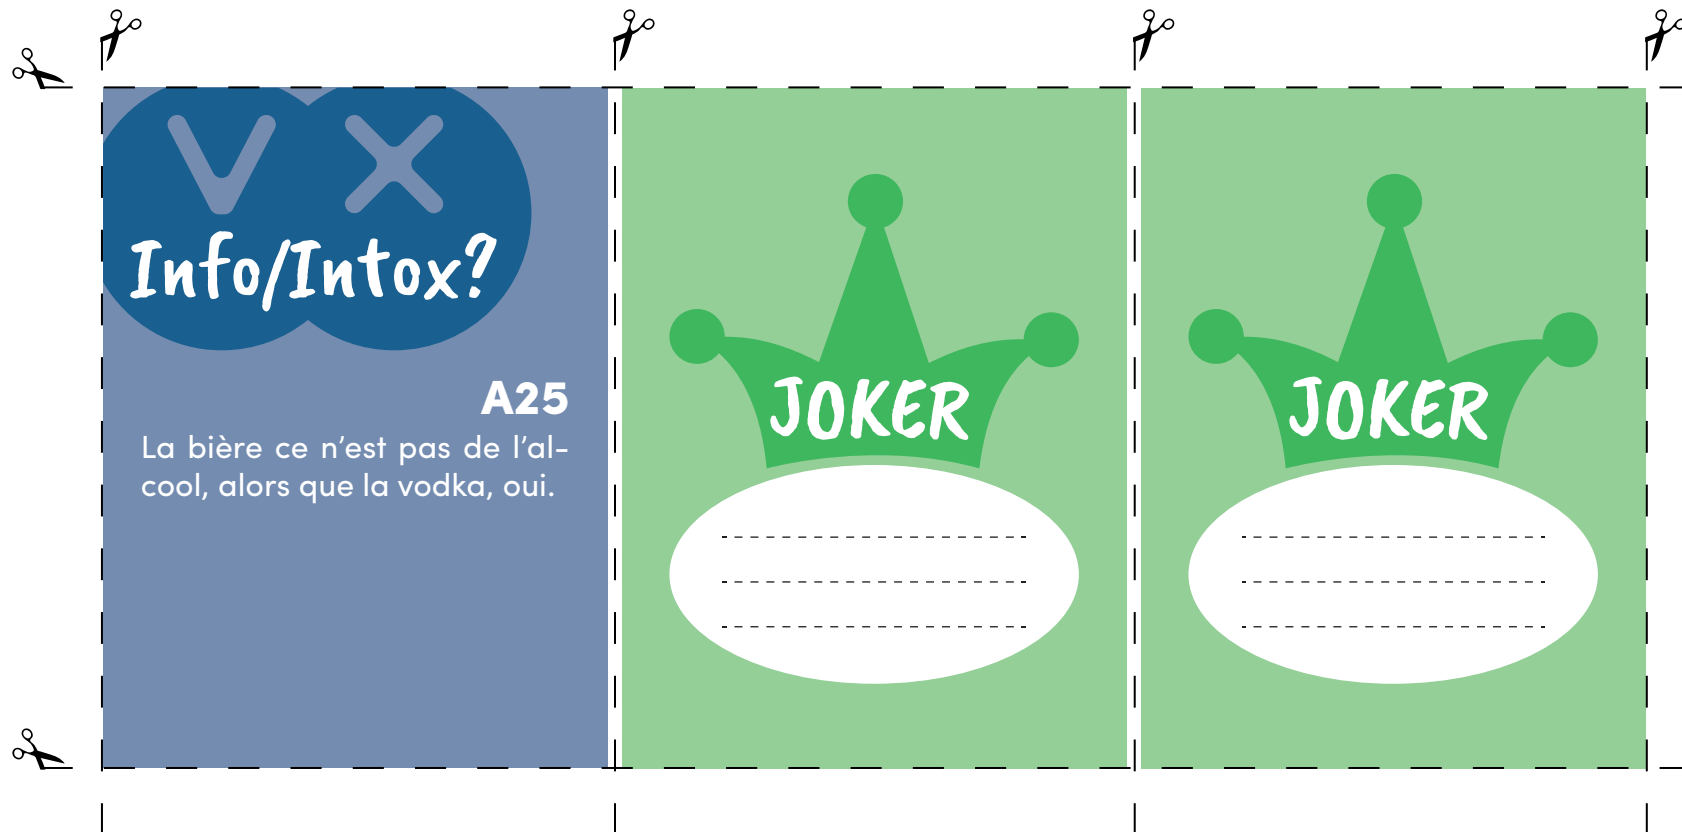 V X
Info/Intox?
A25
La bière ce n’est pas de l’al-
cool, alors que la vodka, oui.
JOKER
JOKER